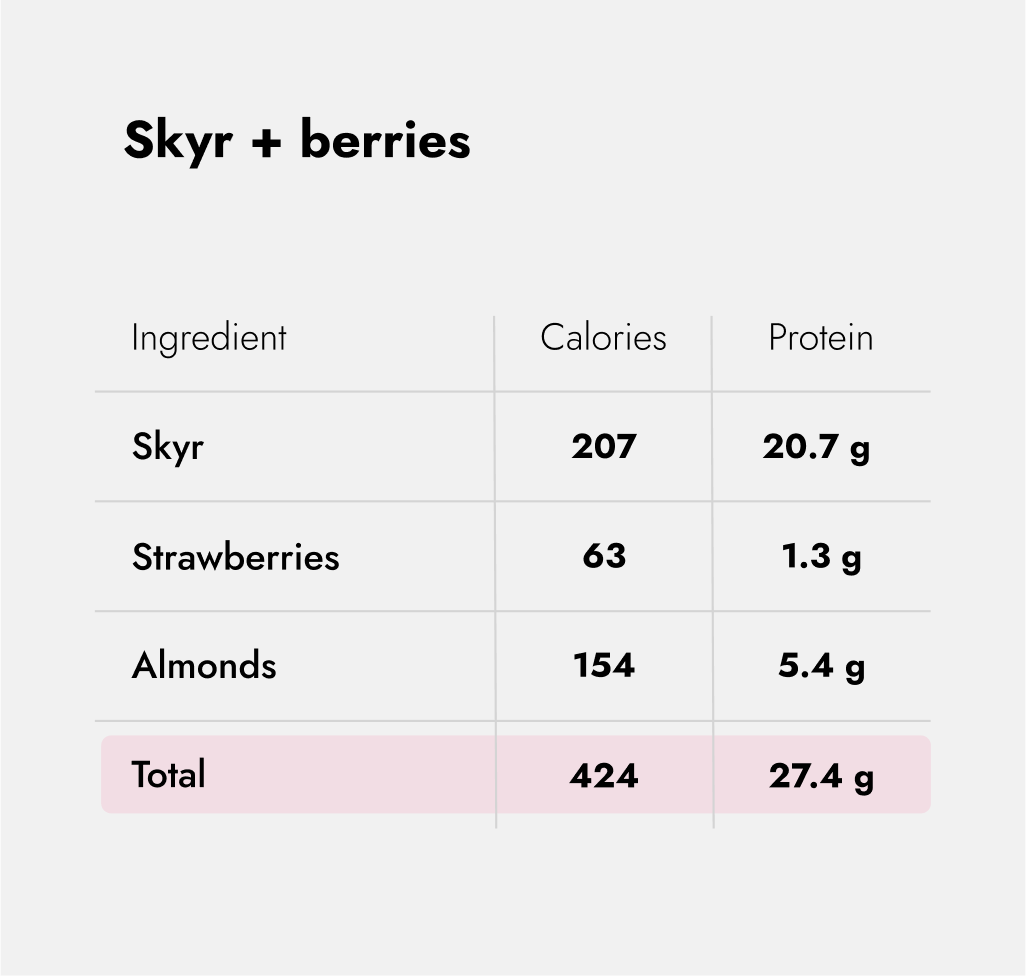 Skyr + berries
Ingredient Calories Protein
Skyr 207 20.7 g
Strawberries 63 1.3 g
Almonds 154 5.4 g
Total 424 27.4 g